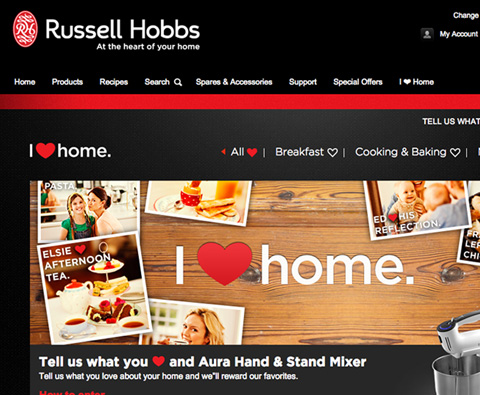 Russell Hobbs
At the heart of your home
Change
My Account
Home Products Recipes Search Spares & Accessories Support Special Offers I ❤ Home
TELL US WHAT
I ❤ home.
All ❤ | Breakfast ♡ | Cooking & Baking ♡ |
PASTA.
ELSIE ❤
AFTERNOON
TEA.
I ❤ home.
ED ❤ HIS
REFLECTION.
Tell us what you ❤ and Aura Hand & Stand Mixer
Tell us what you love about your home and we"ll reward our favorites.
How to enter